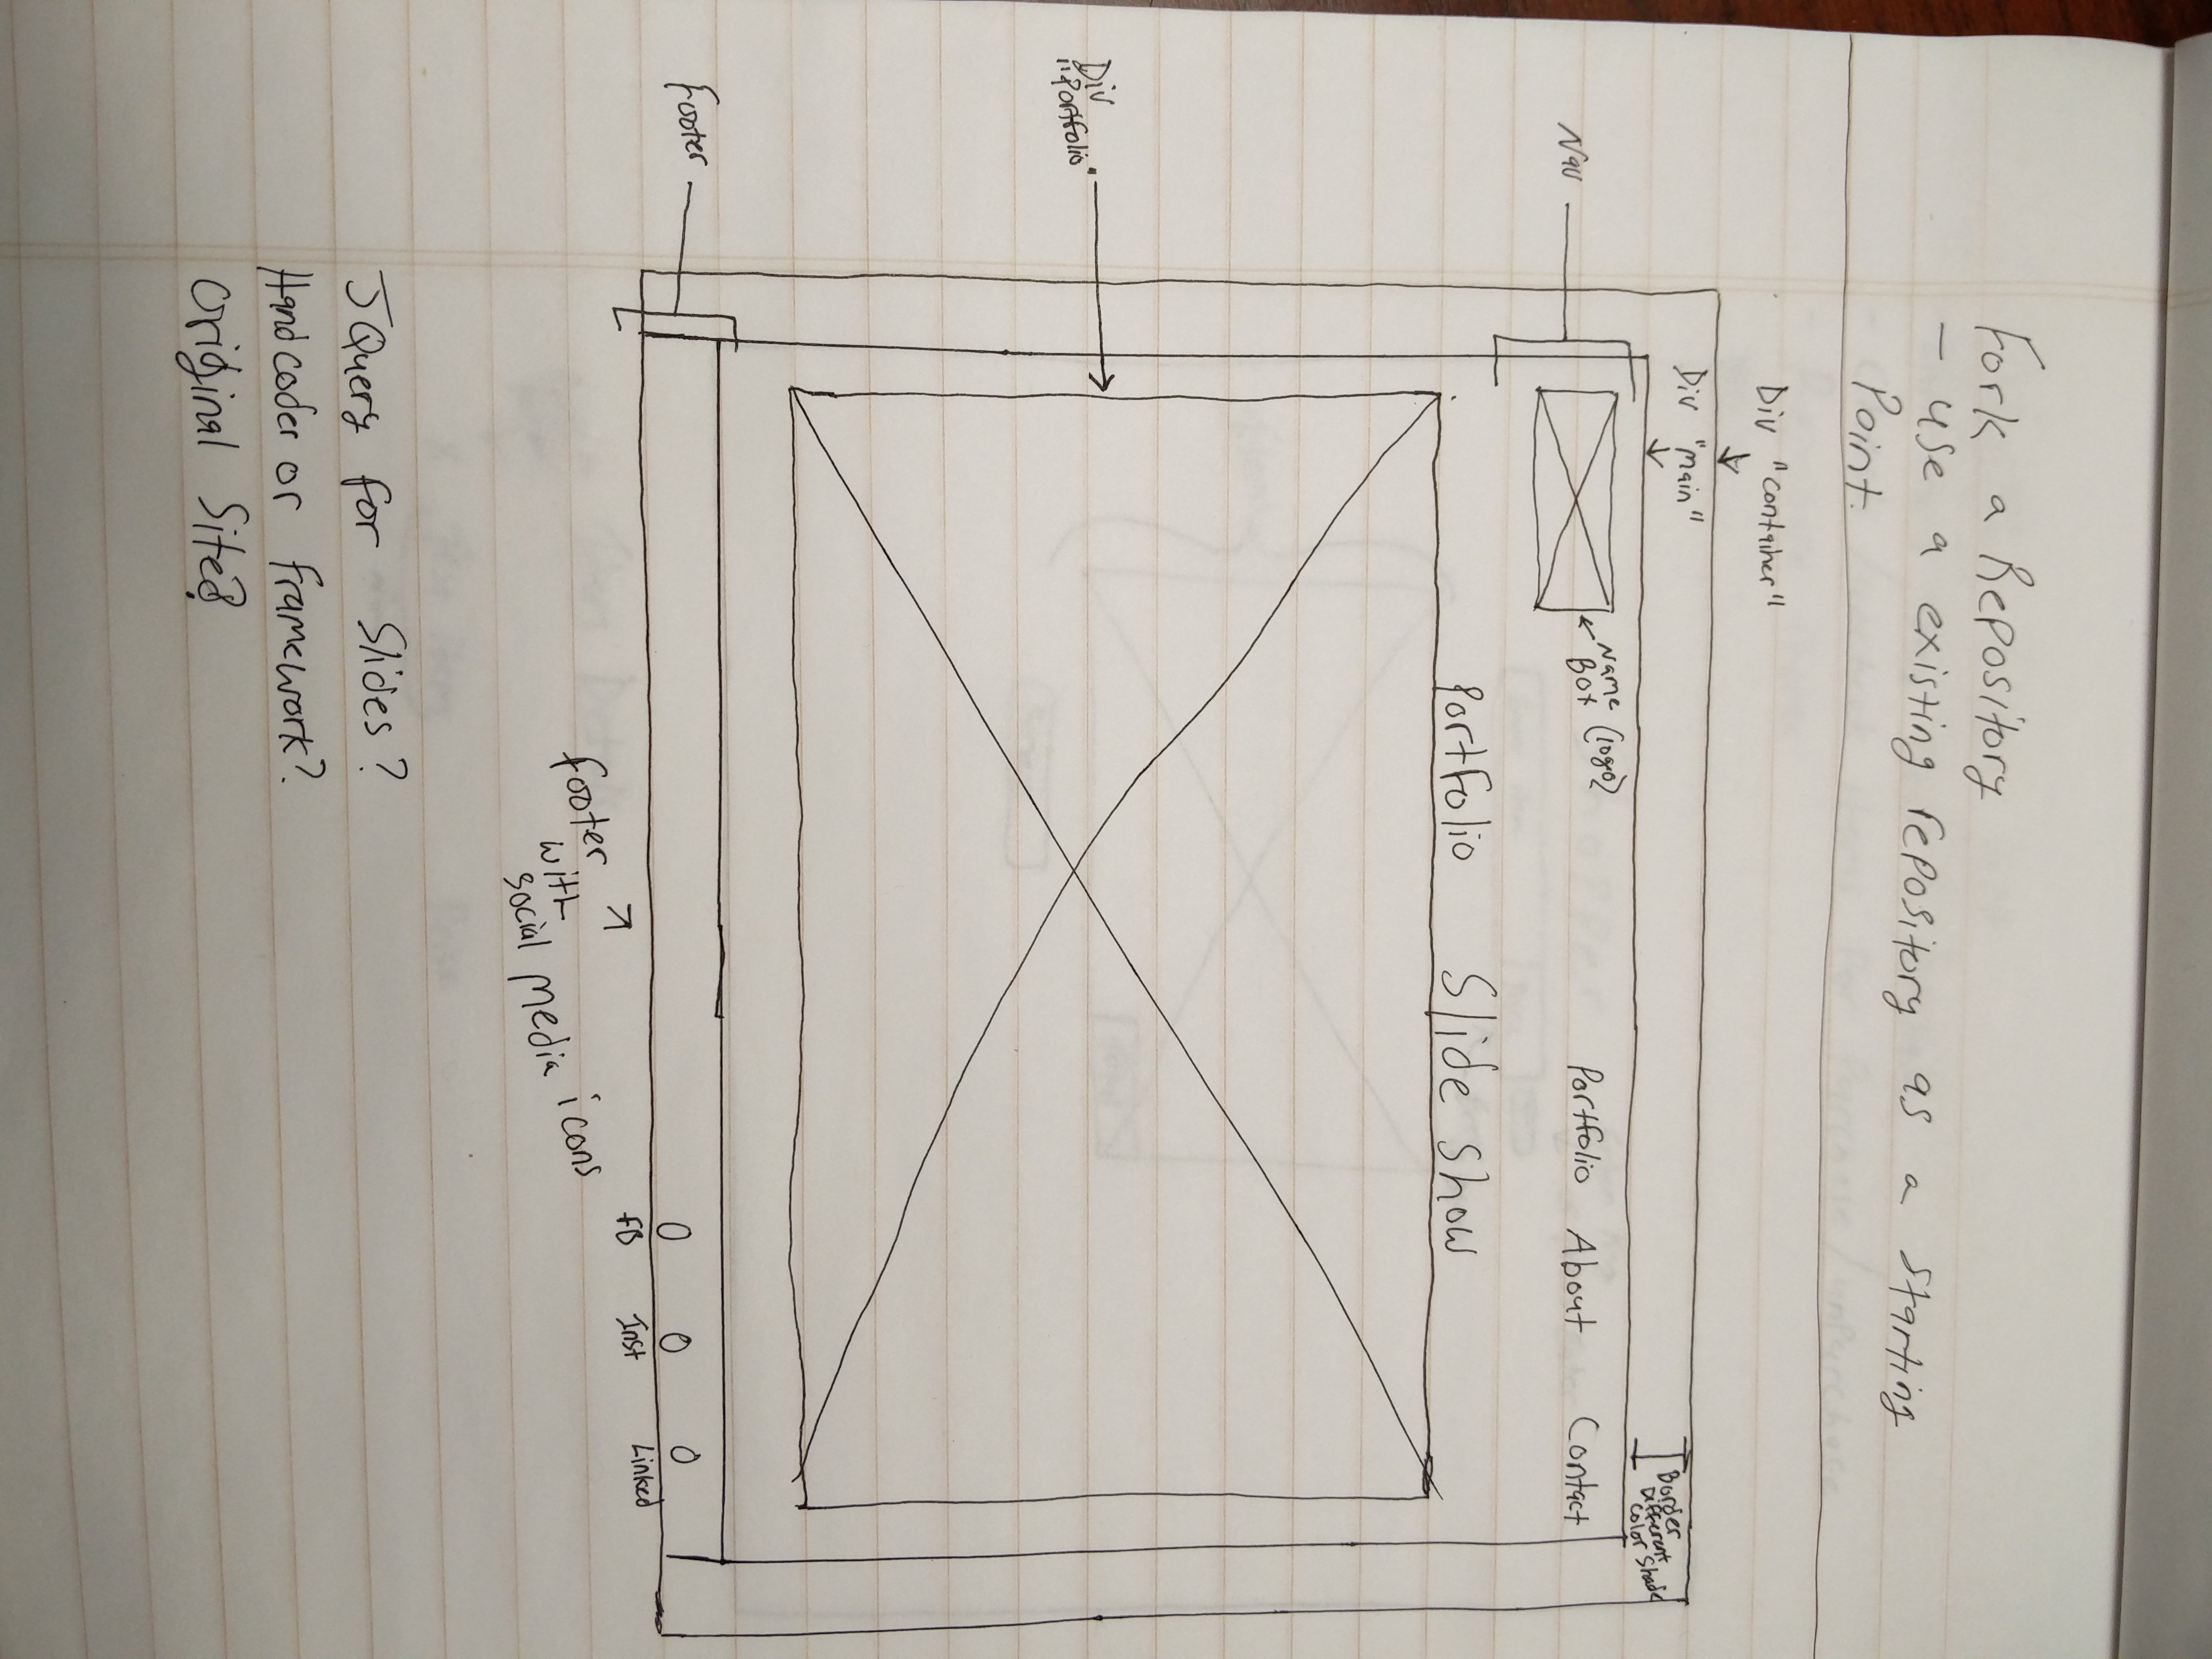 Fork a Repository
- use a existing repository as a starting
Point.
Div "container"
Div "main"
Border
Different
Color Shade
Nav
Name (logo)
Box
Portfolio About Contact
Portfolio Slide Show
Div
"Portfolio"
Footer
FB Inst Linked
footer
with
social media icons
JQuery for Slides?
Handcoder or framework?
Original Site?